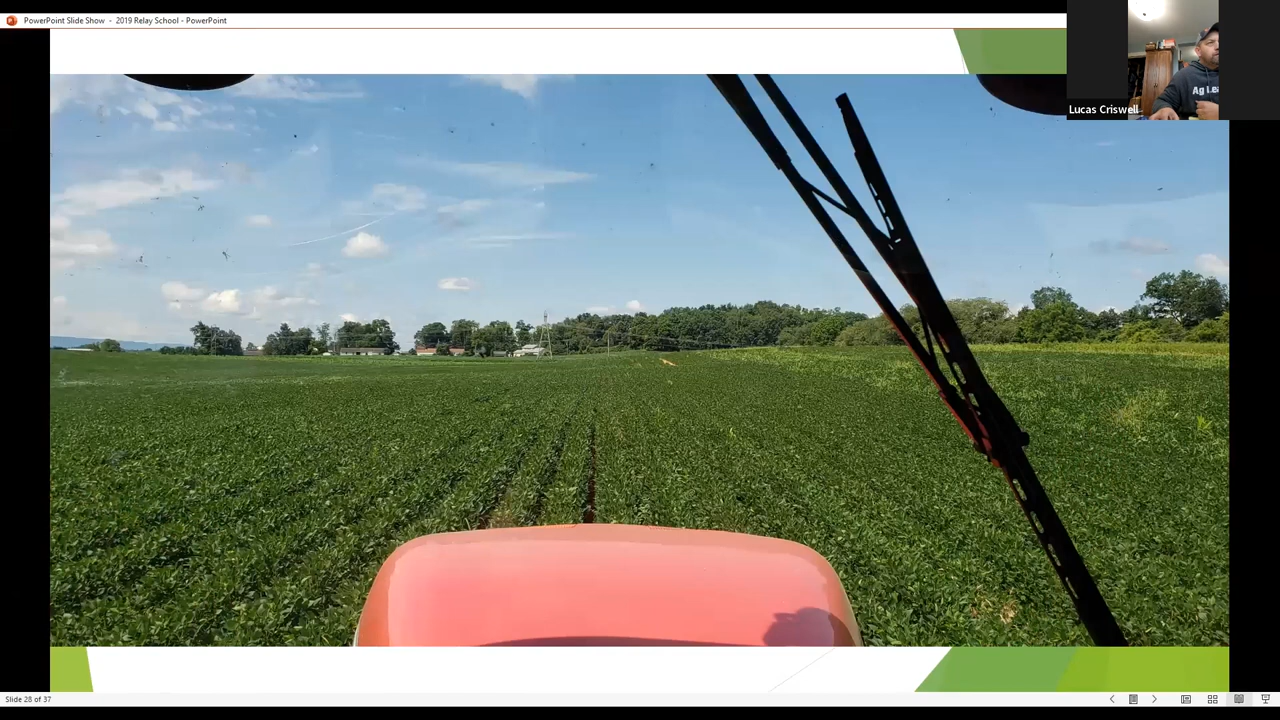 PowerPoint Slide Show - 2019 Relay School - PowerPoint
Lucas Criswell
Slide 28 of 37